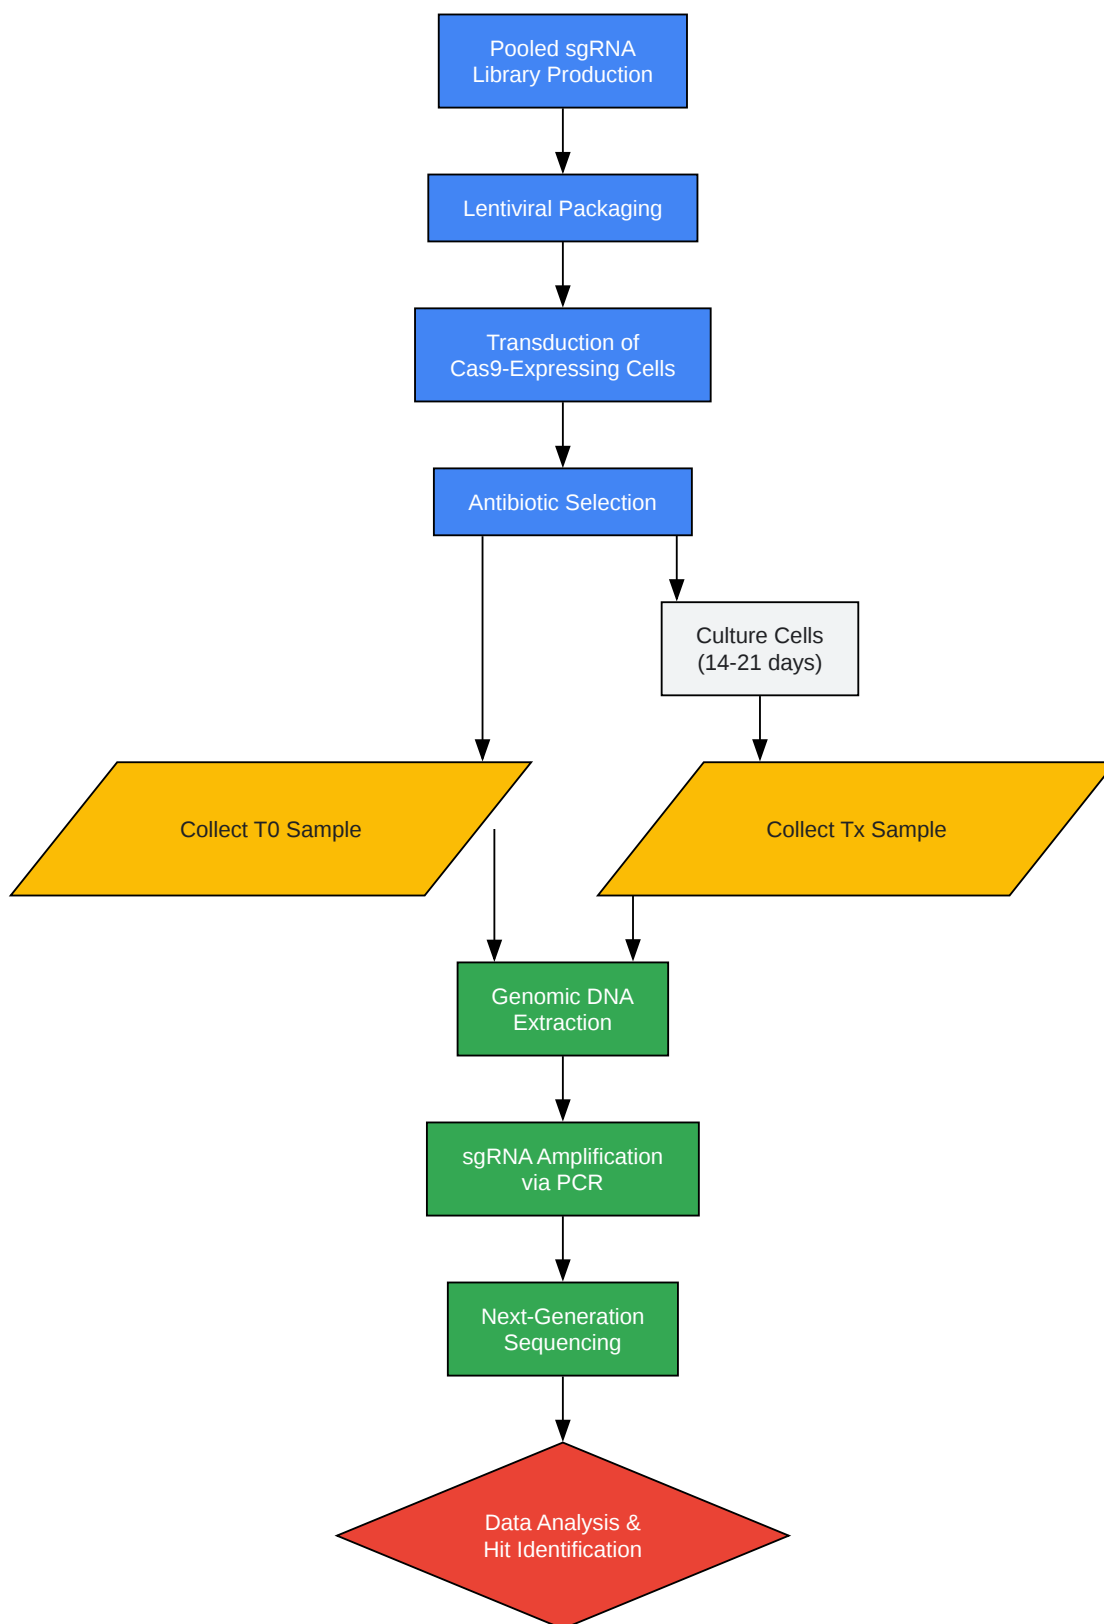 Pooled sgRNA
Library Production
Lentiviral Packaging
Transduction of
Cas9-Expressing Cells
Antibiotic Selection
Culture Cells
(14-21 days)
Collect T0 Sample
Collect Tx Sample
Genomic DNA
Extraction
sgRNA Amplification
via PCR
Next-Generation
Sequencing
Data Analysis &
Hit Identification